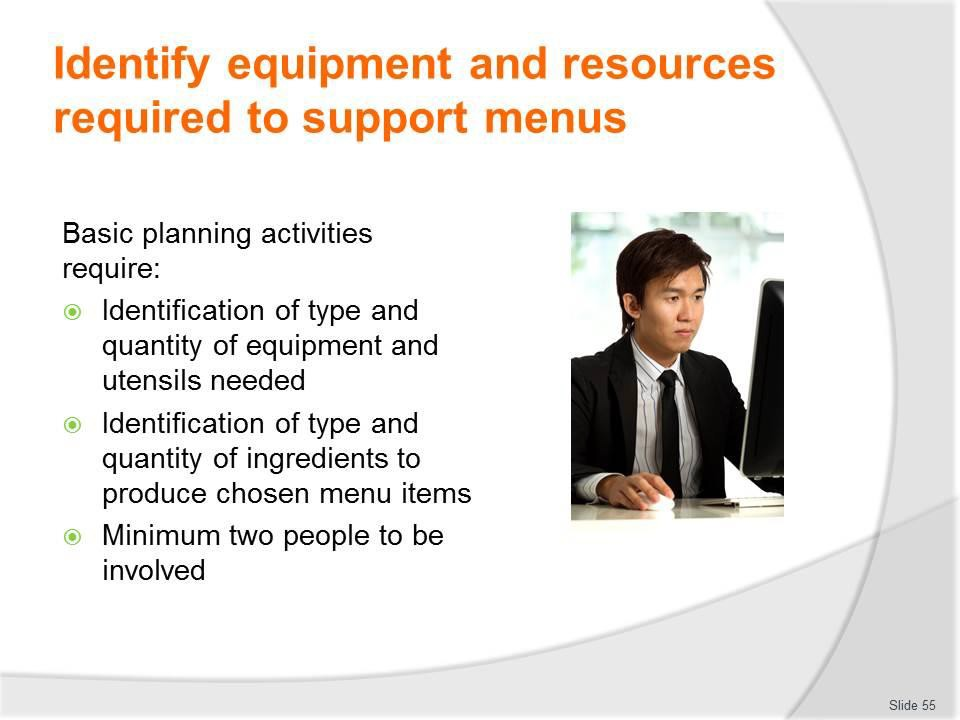 Identify equipment and resources
required to support menus
Basic planning activities
require:
Identification of type and
quantity of equipment and
utensils needed
Identification of type and
quantity of ingredients to
produce chosen menu items
Minimum two people to be
involved
Slide 55